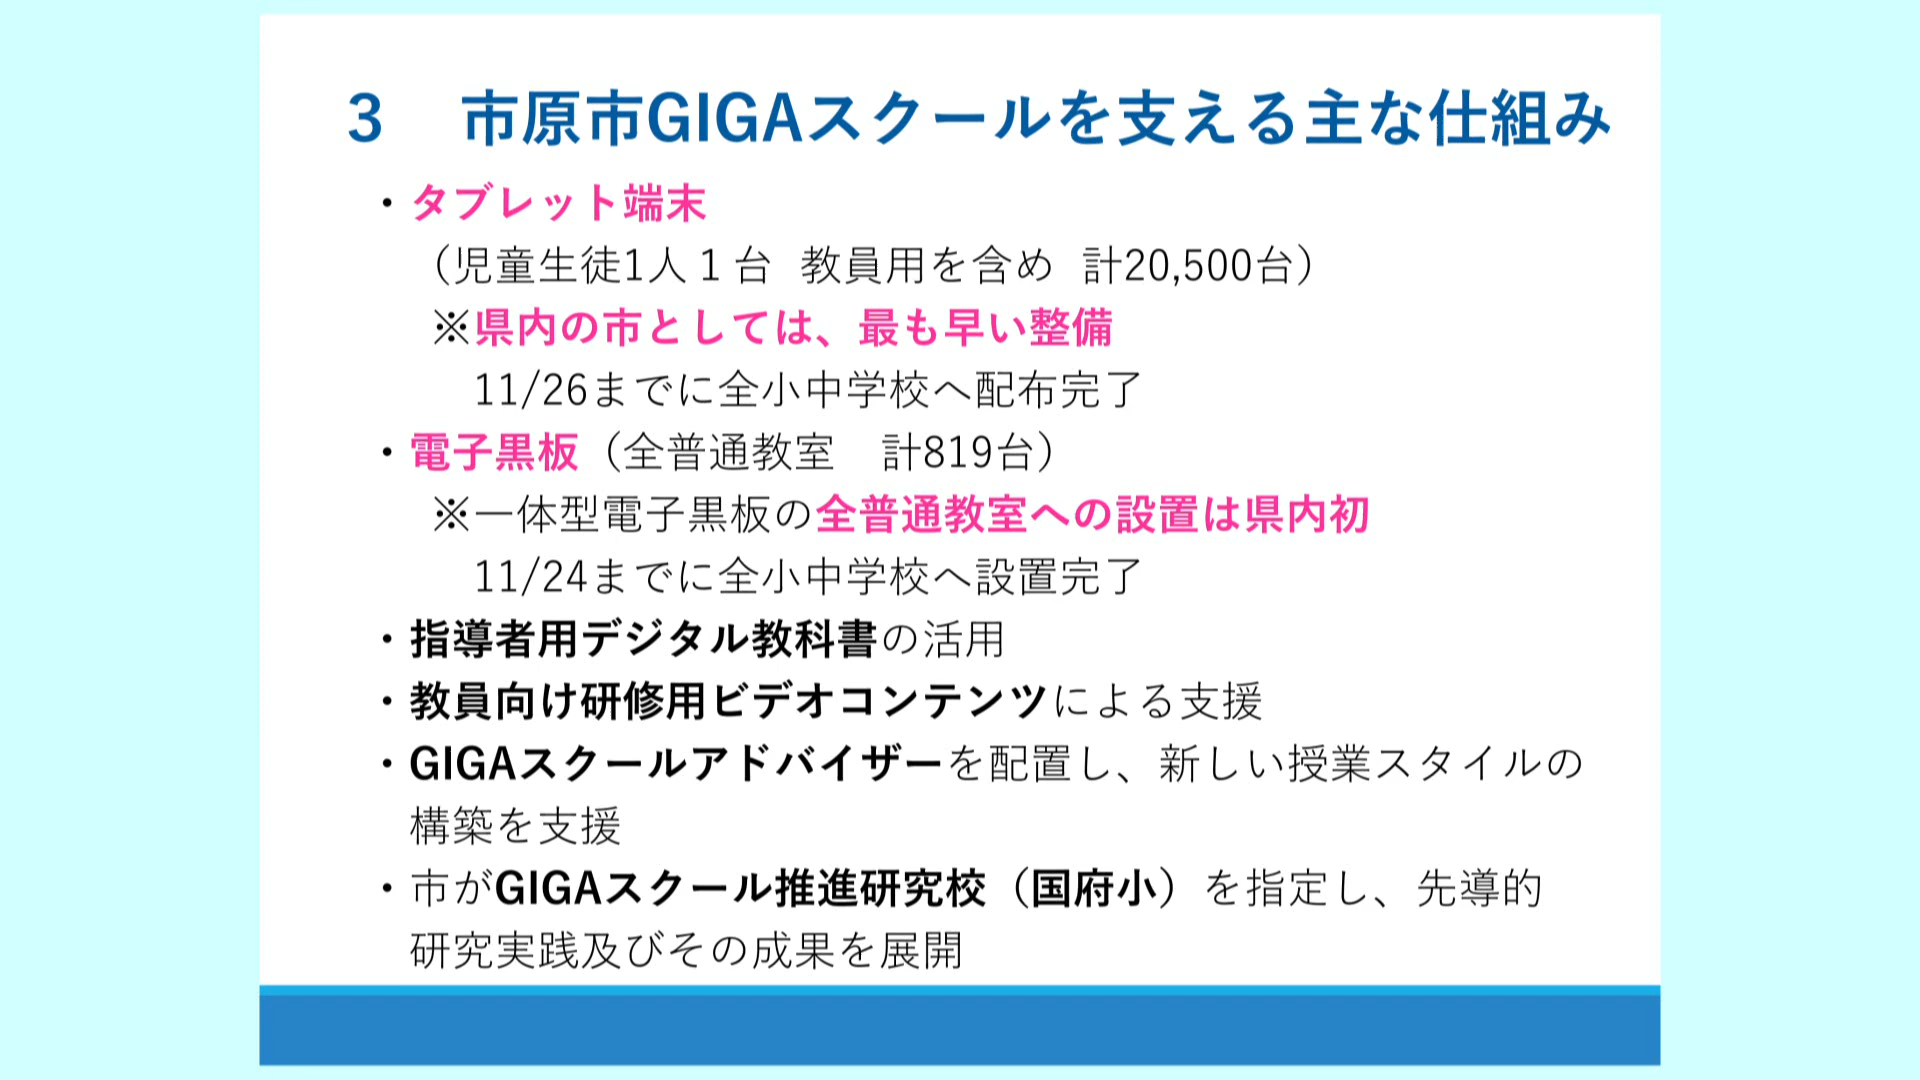 3　市原市GIGAスクールを支える主な仕組み
・タブレット端末
（児童生徒1人１台 教員用を含め 計20,500台）
※県内の市としては、最も早い整備
11/26までに全小中学校へ配布完了
・電子黒板（全普通教室　計819台）
※一体型電子黒板の全普通教室への設置は県内初
11/24までに全小中学校へ設置完了
・指導者用デジタル教科書の活用
・教員向け研修用ビデオコンテンツによる支援
・GIGAスクールアドバイザーを配置し、新しい授業スタイルの
構築を支援
・市がGIGAスクール推進研究校（国府小）を指定し、先導的
研究実践及びその成果を展開